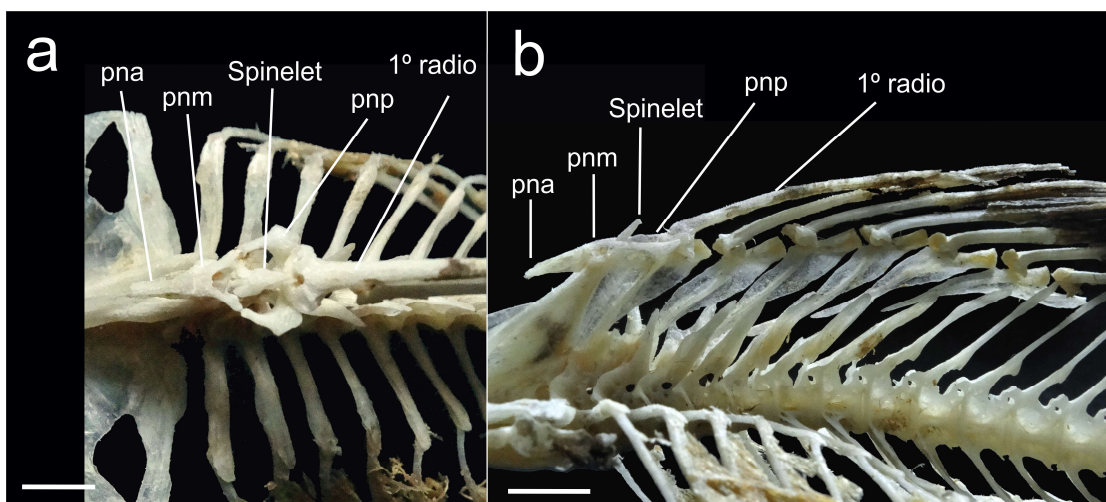 a
pna
pnm
Spinelet
pnp
1º radio
b
pna
pnm
Spinelet
pnp
1º radio